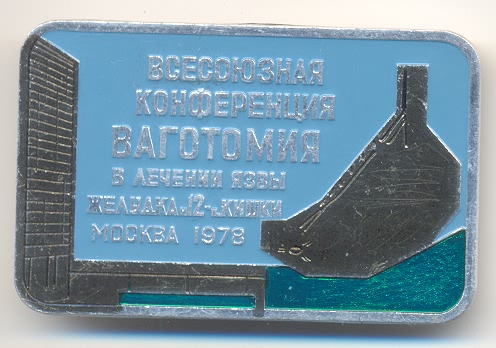 ВСЕСОЮЗНАЯ
КОНФЕРЕНЦИЯ
ВАГОТОМИЯ
В ЛЕЧЕНИИ ЯЗВЫ
ЖЕЛУДКА и 12-п. КИШКИ
МОСКВА 1978